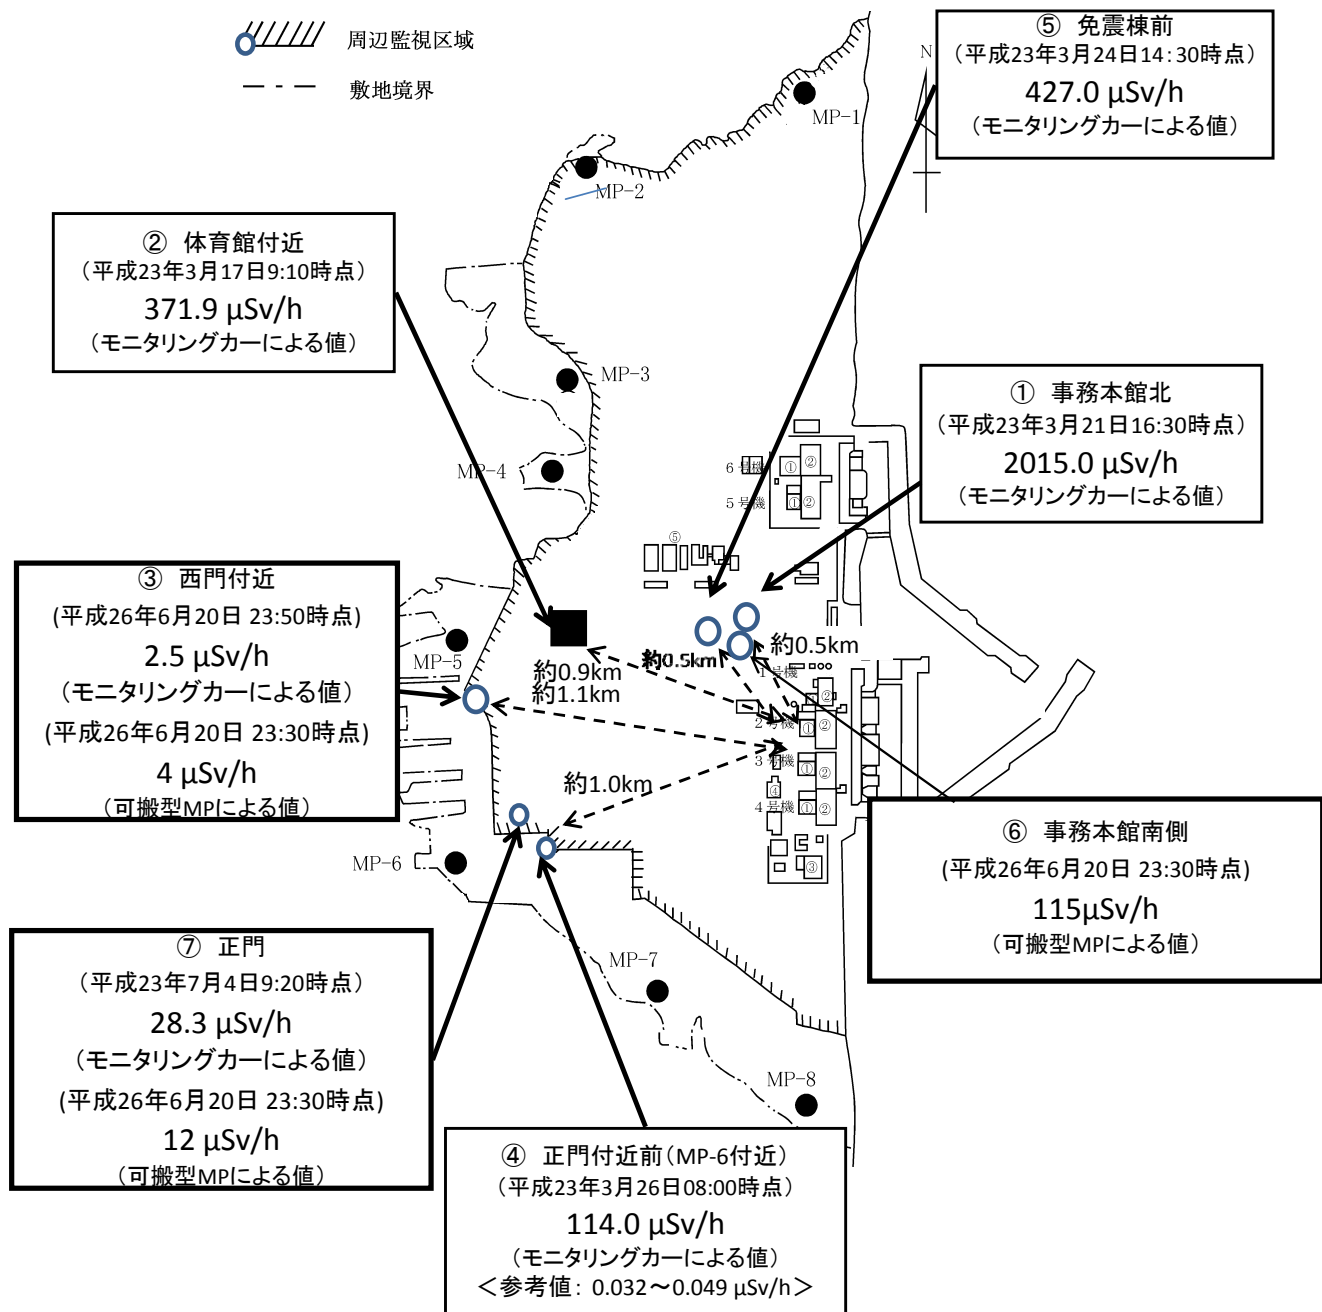 周辺監視区域
敷地境界
⑤ 免震棟前
（平成23年3月24日14:30時点）
427.0 μSv/h
（モニタリングカーによる値）
N
MP-1
MP-2
② 体育館付近
（平成23年3月17日9:10時点）
371.9 μSv/h
（モニタリングカーによる値）
MP-3
① 事務本館北
（平成23年3月21日16:30時点）
2015.0 μSv/h
（モニタリングカーによる値）
MP-4
6号機
① ②
5号機
① ②
⑤
③ 西門付近
(平成26年6月20日 23:50時点)
2.5 μSv/h
（モニタリングカーによる値）
(平成26年6月20日 23:30時点)
4 μSv/h
（可搬型MPによる値）
MP-5
約0.9km
約1.1km
約0.5km
約0.5km
1号機
②
2号機
① ②
3号機
① ②
④
4号機
① ②
③
約1.0km
MP-6
⑥ 事務本館南側
(平成26年6月20日 23:30時点)
115μSv/h
（可搬型MPによる値）
⑦ 正門
（平成23年7月4日9:20時点）
28.3 μSv/h
（モニタリングカーによる値）
(平成26年6月20日 23:30時点)
12 μSv/h
（可搬型MPによる値）
MP-7
MP-8
④ 正門付近前（MP-6付近）
（平成23年3月26日08:00時点）
114.0 μSv/h
（モニタリングカーによる値）
＜参考値： 0.032～0.049 μSv/h＞